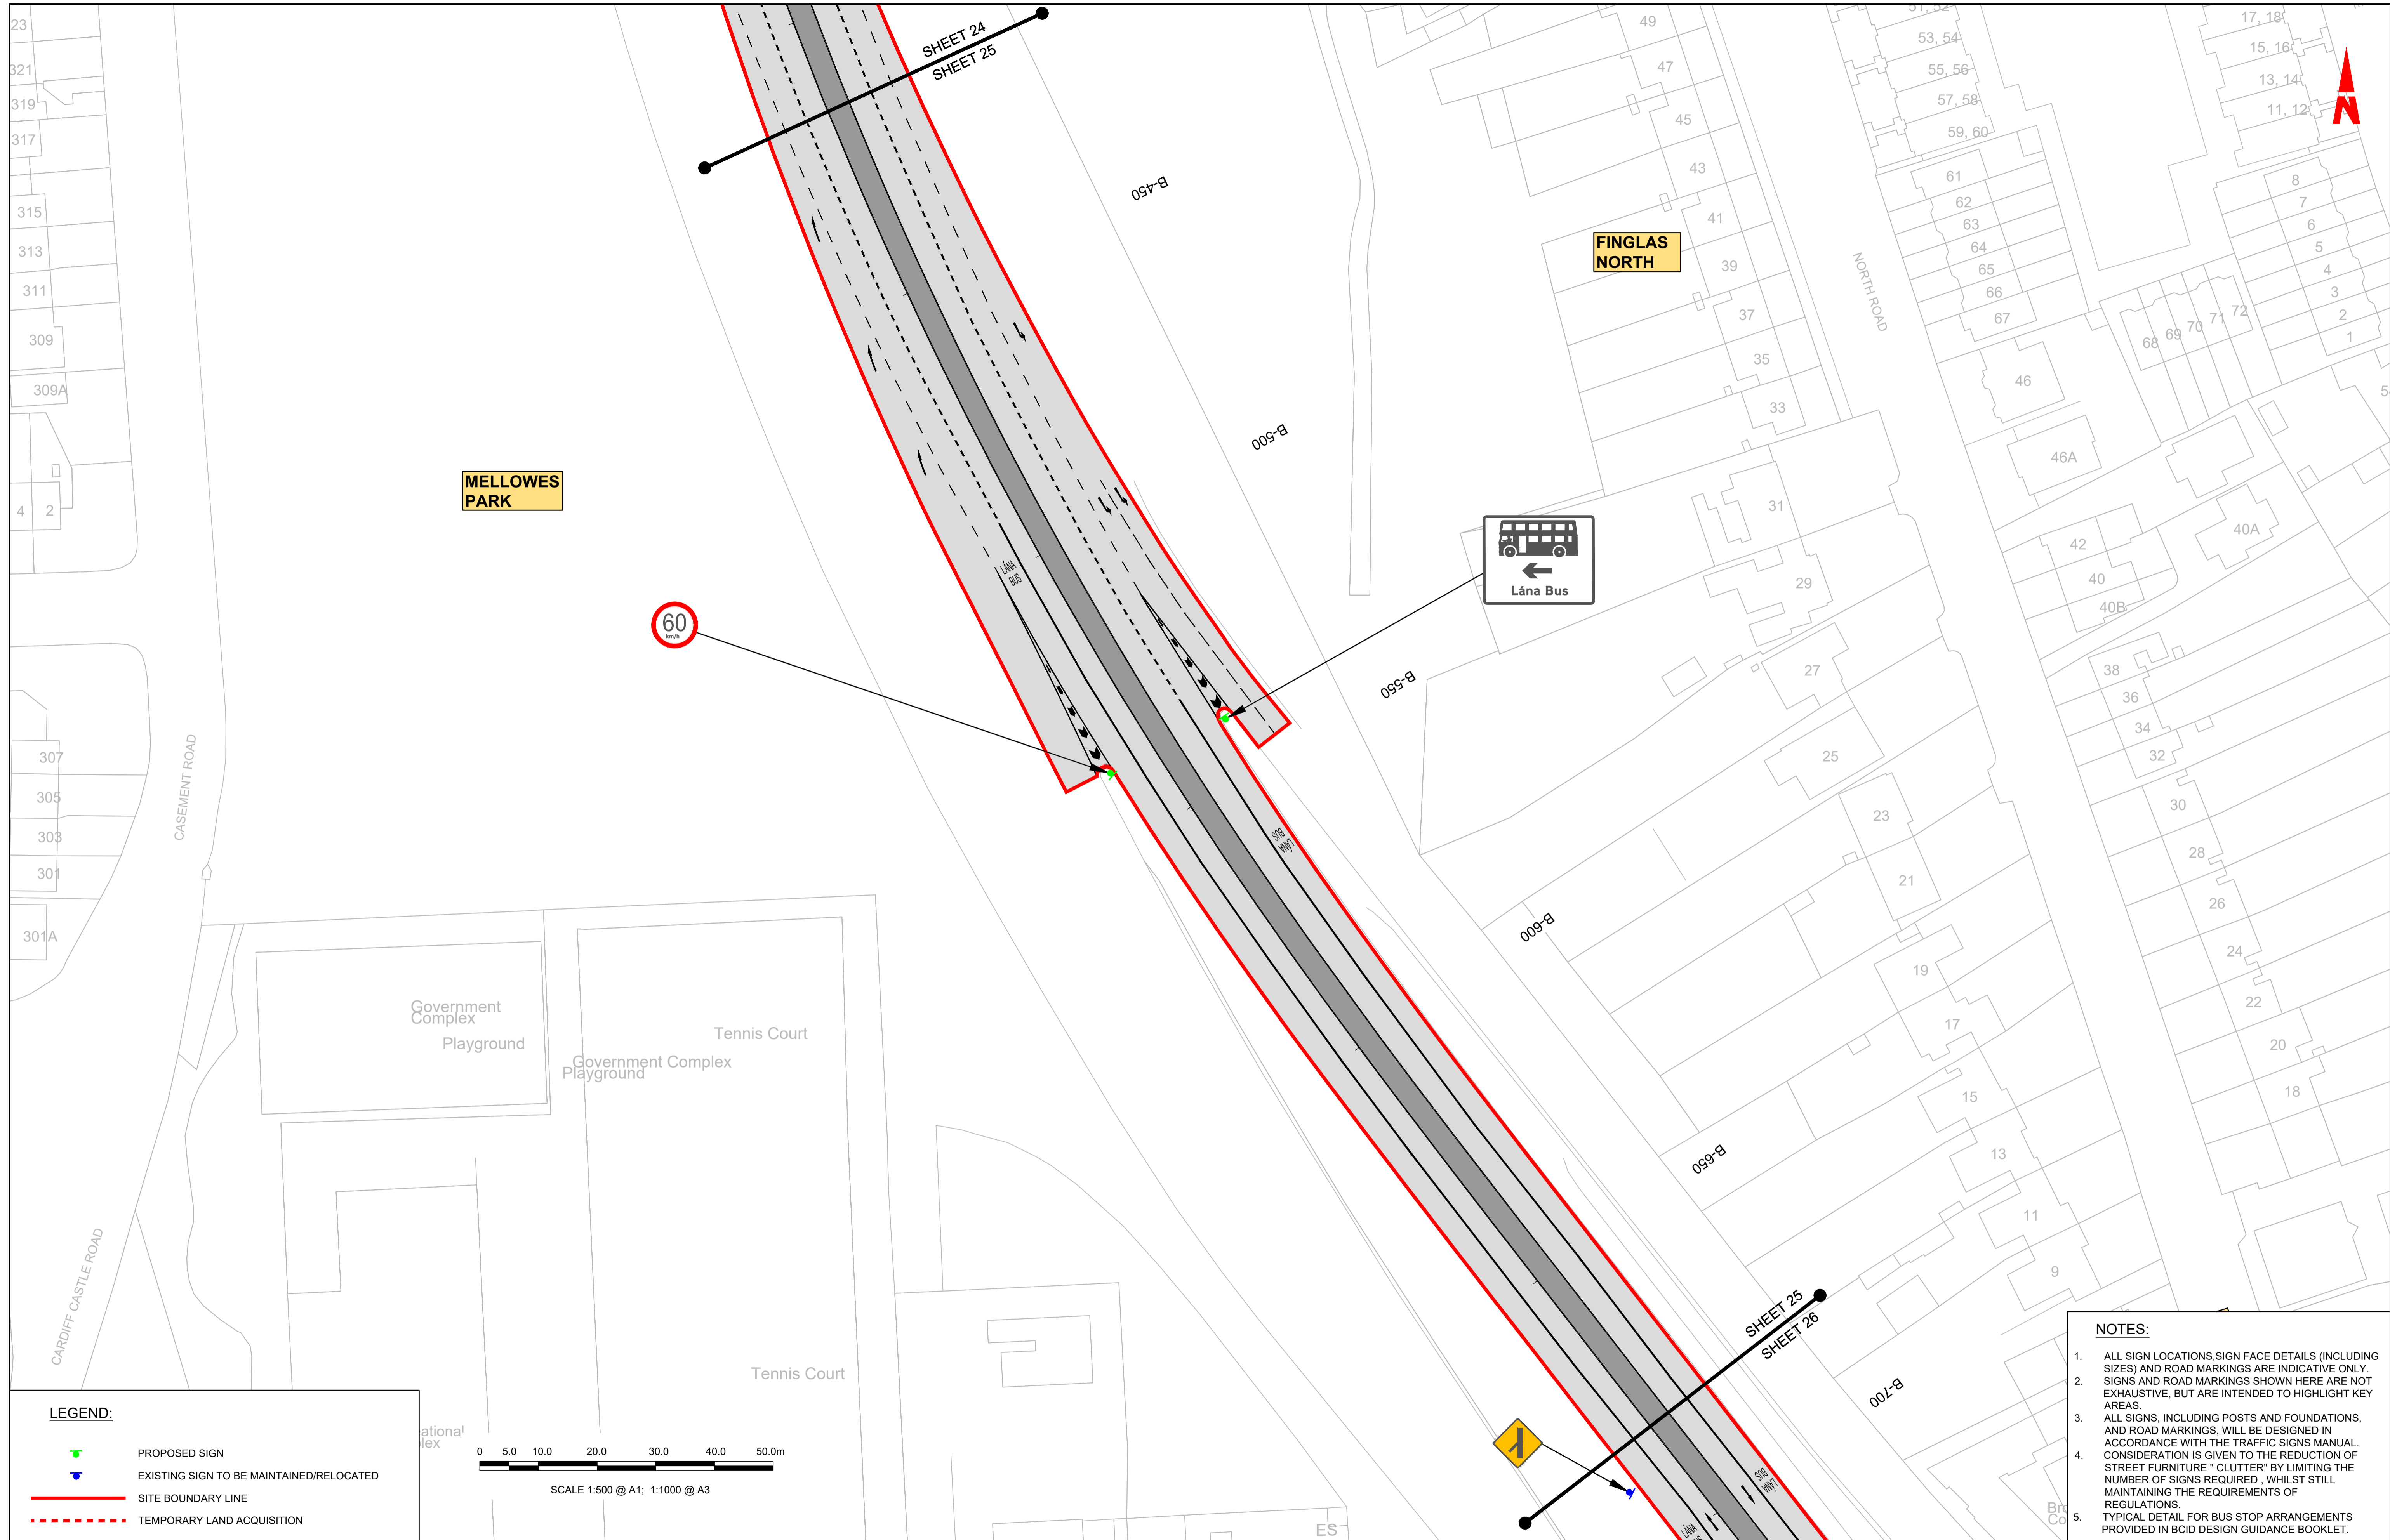 SHEET 24
SHEET 25
B-450
B-500
B-550
B-600
B-650
B-700
FINGLAS
NORTH
MELLOWES
PARK
N
NORTH ROAD
CASEMENT ROAD
CARDIFF CASTLE ROAD
60
km/h
Lána Bus
LÁNA
BUS
LÁNA
BUS
LÁNA
BUS
LÁNA
23
321
319
317
315
313
311
309
309A
4
2
307
305
303
301
301A
49
47
45
43
41
39
37
35
33
31
29
27
25
23
21
19
17
15
13
11
9
51, 52
53, 54
55, 56
57, 58
59, 60
61
62
63
64
65
66
67
68
69
70
71
72
17, 18
15, 16
13, 14
11, 12
8
7
6
5
4
3
2
1
46
46A
42
40
40B
40A
38
36
34
32
30
28
26
24
22
20
18
Government
Complex
Playground
Government Complex
Playground
Tennis Court
Tennis Court
ES
SHEET 25
SHEET 26
LEGEND:
PROPOSED SIGN
EXISTING SIGN TO BE MAINTAINED/RELOCATED
SITE BOUNDARY LINE
TEMPORARY LAND ACQUISITION
0 5.0 10.0 20.0 30.0 40.0 50.0m
SCALE 1:500 @ A1; 1:1000 @ A3
NOTES:
1. ALL SIGN LOCATIONS,SIGN FACE DETAILS (INCLUDING
SIZES) AND ROAD MARKINGS ARE INDICATIVE ONLY.
2. SIGNS AND ROAD MARKINGS SHOWN HERE ARE NOT
EXHAUSTIVE, BUT ARE INTENDED TO HIGHLIGHT KEY
AREAS.
3. ALL SIGNS, INCLUDING POSTS AND FOUNDATIONS,
AND ROAD MARKINGS, WILL BE DESIGNED IN
ACCORDANCE WITH THE TRAFFIC SIGNS MANUAL.
4. CONSIDERATION IS GIVEN TO THE REDUCTION OF
STREET FURNITURE " CLUTTER" BY LIMITING THE
NUMBER OF SIGNS REQUIRED , WHILST STILL
MAINTAINING THE REQUIREMENTS OF
REGULATIONS.
5. TYPICAL DETAIL FOR BUS STOP ARRANGEMENTS
PROVIDED IN BCID DESIGN GUIDANCE BOOKLET.